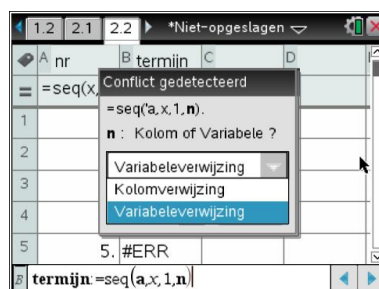 1.2 2.1 2.2 *Niet-opgeslagen
A nr B termijn C D
= =seq(x,
Conflict gedetecteerd
=seq('a,x,1,n).
n : Kolom of Variabele ?
Variabeleverwijzing
Kolomverwijzing
Variabeleverwijzing
1
2
3
4
5 5. #ERR
B termijn:=seq(a,x,1,n)